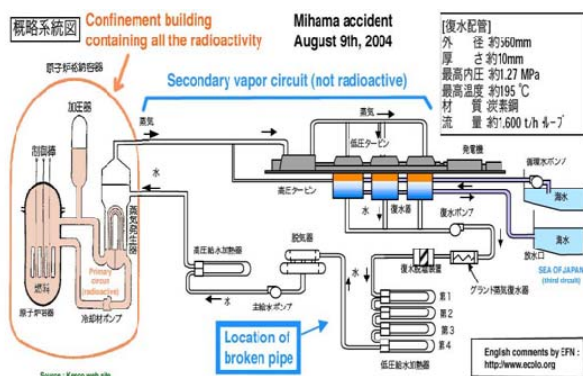 概略系統図
Confinement building
containing all the radioactivity
Mihama accident
August 9th, 2004
[復水配管]
外 径:約560mm
厚 さ:約10mm
最高内圧:約1.27 MPa
最高温度:約195 ℃
材 質:炭素鋼
流 量:約1,600 t/h・ループ
原子炉格納容器
Secondary vapor circuit (not radioactive)
加圧器
制御棒
蒸気
蒸気
低圧タービン
発電機
循環水ポンプ
水
高圧タービン
海水
蒸気発生器
水
復水器
復水ポンプ
海水
放水口
脱気器
SEA OF JAPAN
(third circuit)
Primary
circuit
(radioactive)
高圧給水加熱器
水
復水脱塩装置
グランド蒸気復水器
燃料
水
主給水ポンプ
水
第1
第2
第3
第4
原子炉容器
冷却材ポンプ
Location of
broken pipe
低圧給水加熱器
English comments by EFN :
http://www.ecolo.org
Source : Kepco web site